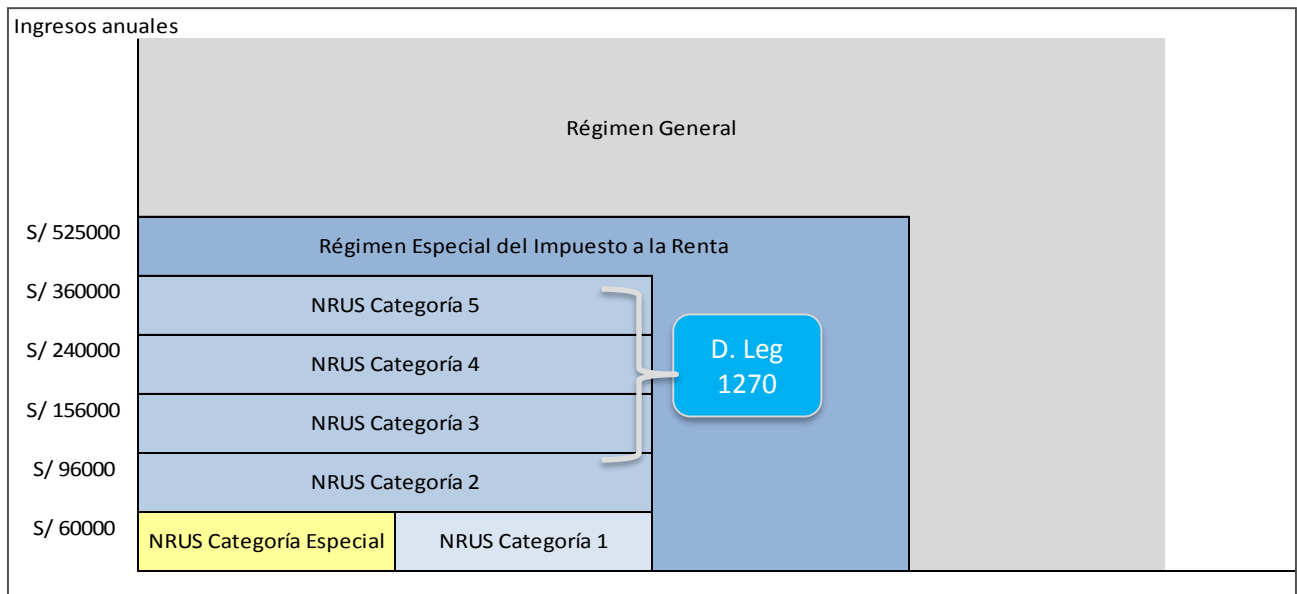 Ingresos anuales
Régimen General
S/ 525000
Régimen Especial del Impuesto a la Renta
S/ 360000
NRUS Categoría 5
S/ 240000
NRUS Categoría 4
D. Leg
1270
S/ 156000
NRUS Categoría 3
S/ 96000
NRUS Categoría 2
S/ 60000
NRUS Categoría Especial
NRUS Categoría 1